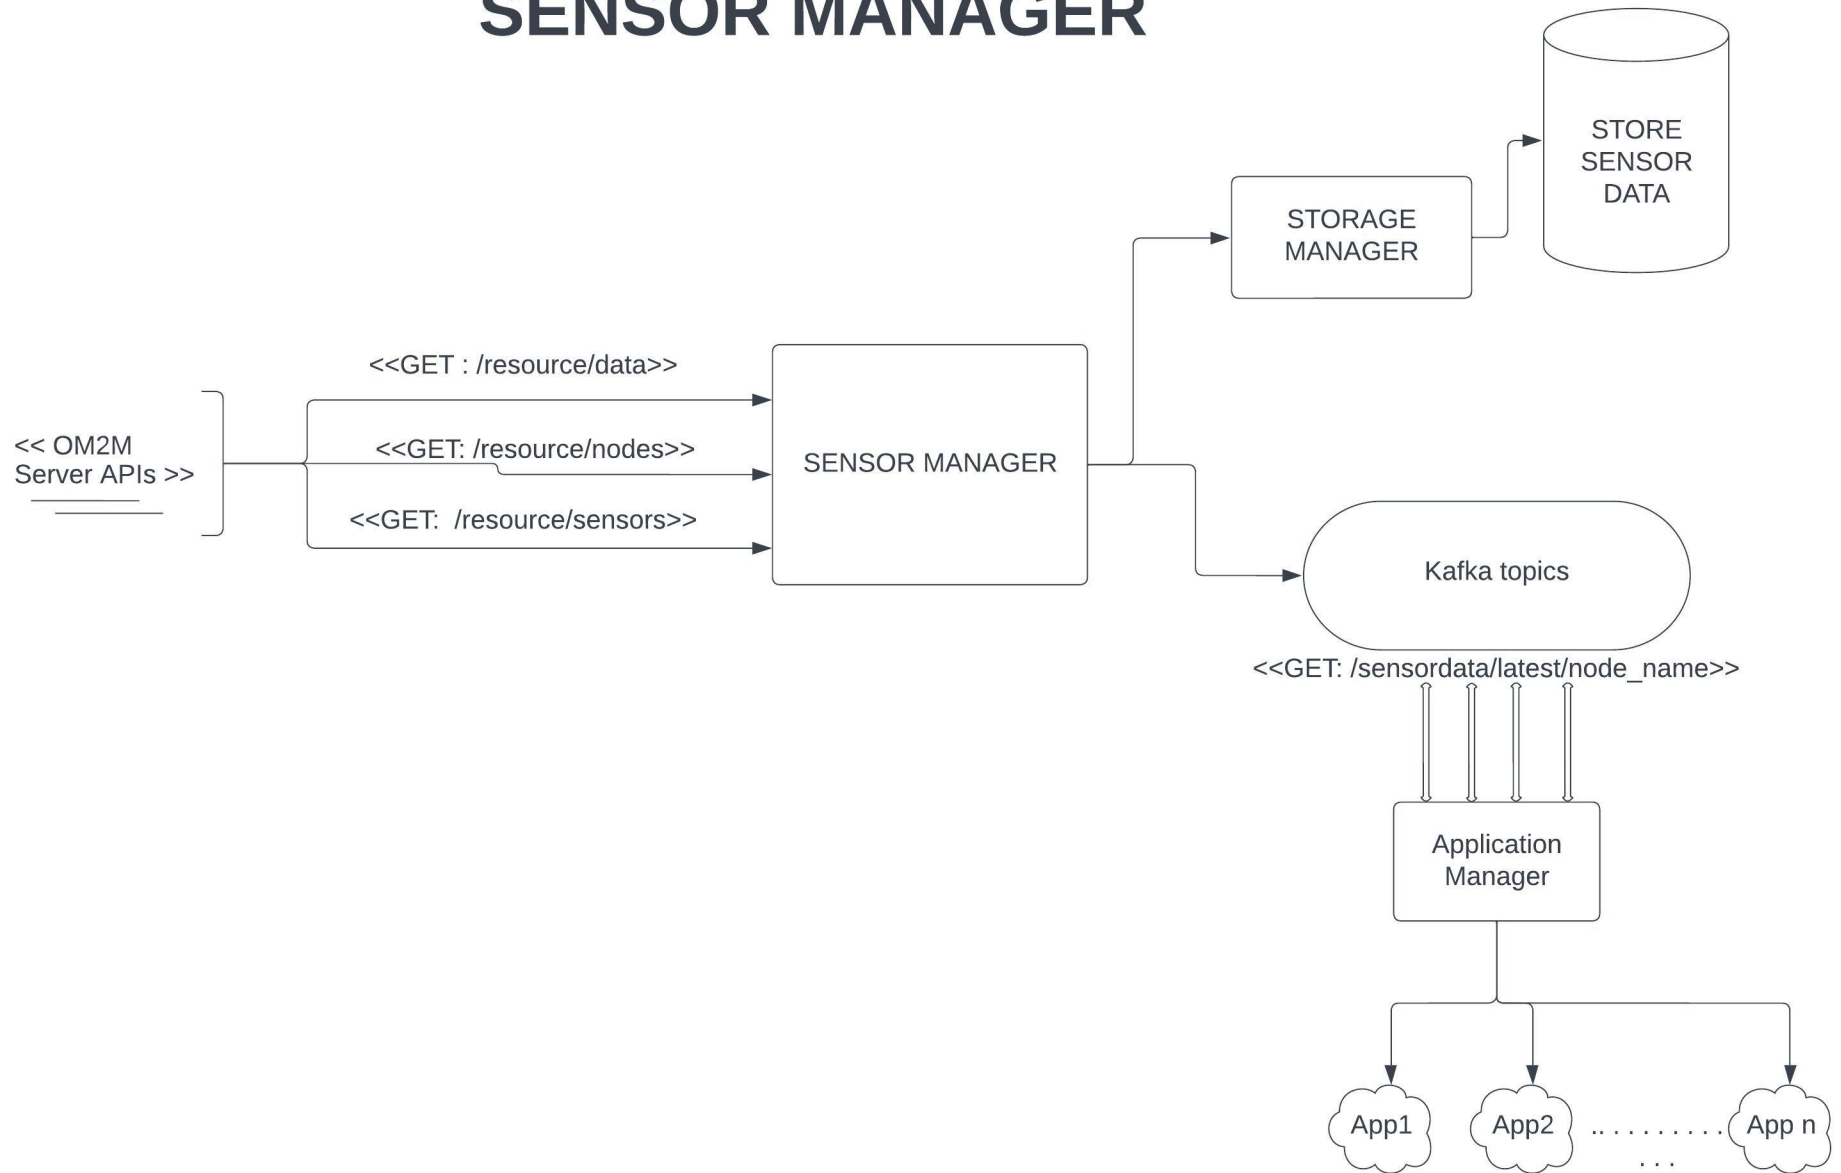 SENSOR MANAGER
STORE
SENSOR
DATA
STORAGE
MANAGER
<<GET : /resource/data>>
<< OM2M
Server APIs >>
<<GET: /resource/nodes>>
SENSOR MANAGER
<<GET:  /resource/sensors>>
Kafka topics
<<GET: /sensordata/latest/node_name>>
Application
Manager
App1
App2
.. . . . . . . . .
. . .
App n